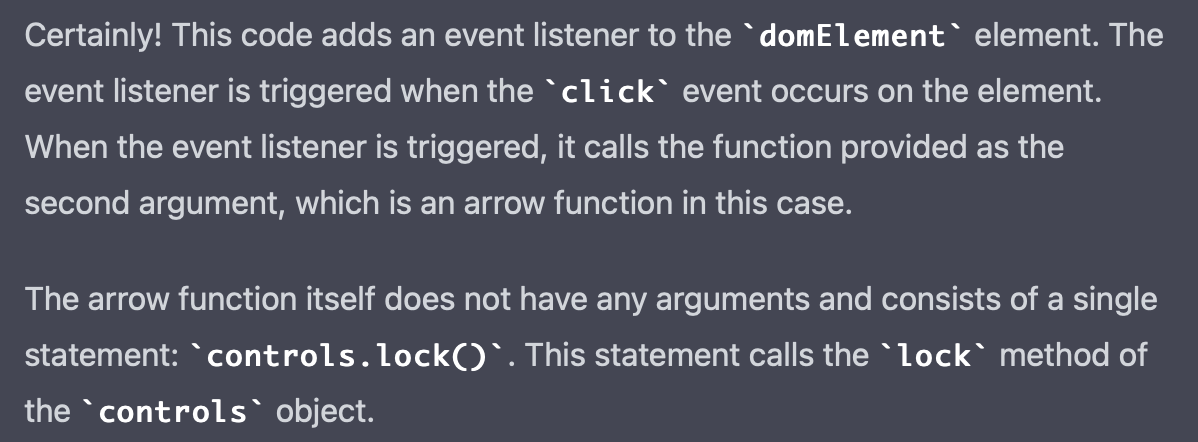 Certainly! This code adds an event listener to the `domElement` element. The
event listener is triggered when the `click` event occurs on the element.
When the event listener is triggered, it calls the function provided as the
second argument, which is an arrow function in this case.
The arrow function itself does not have any arguments and consists of a single
statement: `controls.lock()`. This statement calls the `lock` method of
the `controls` object.